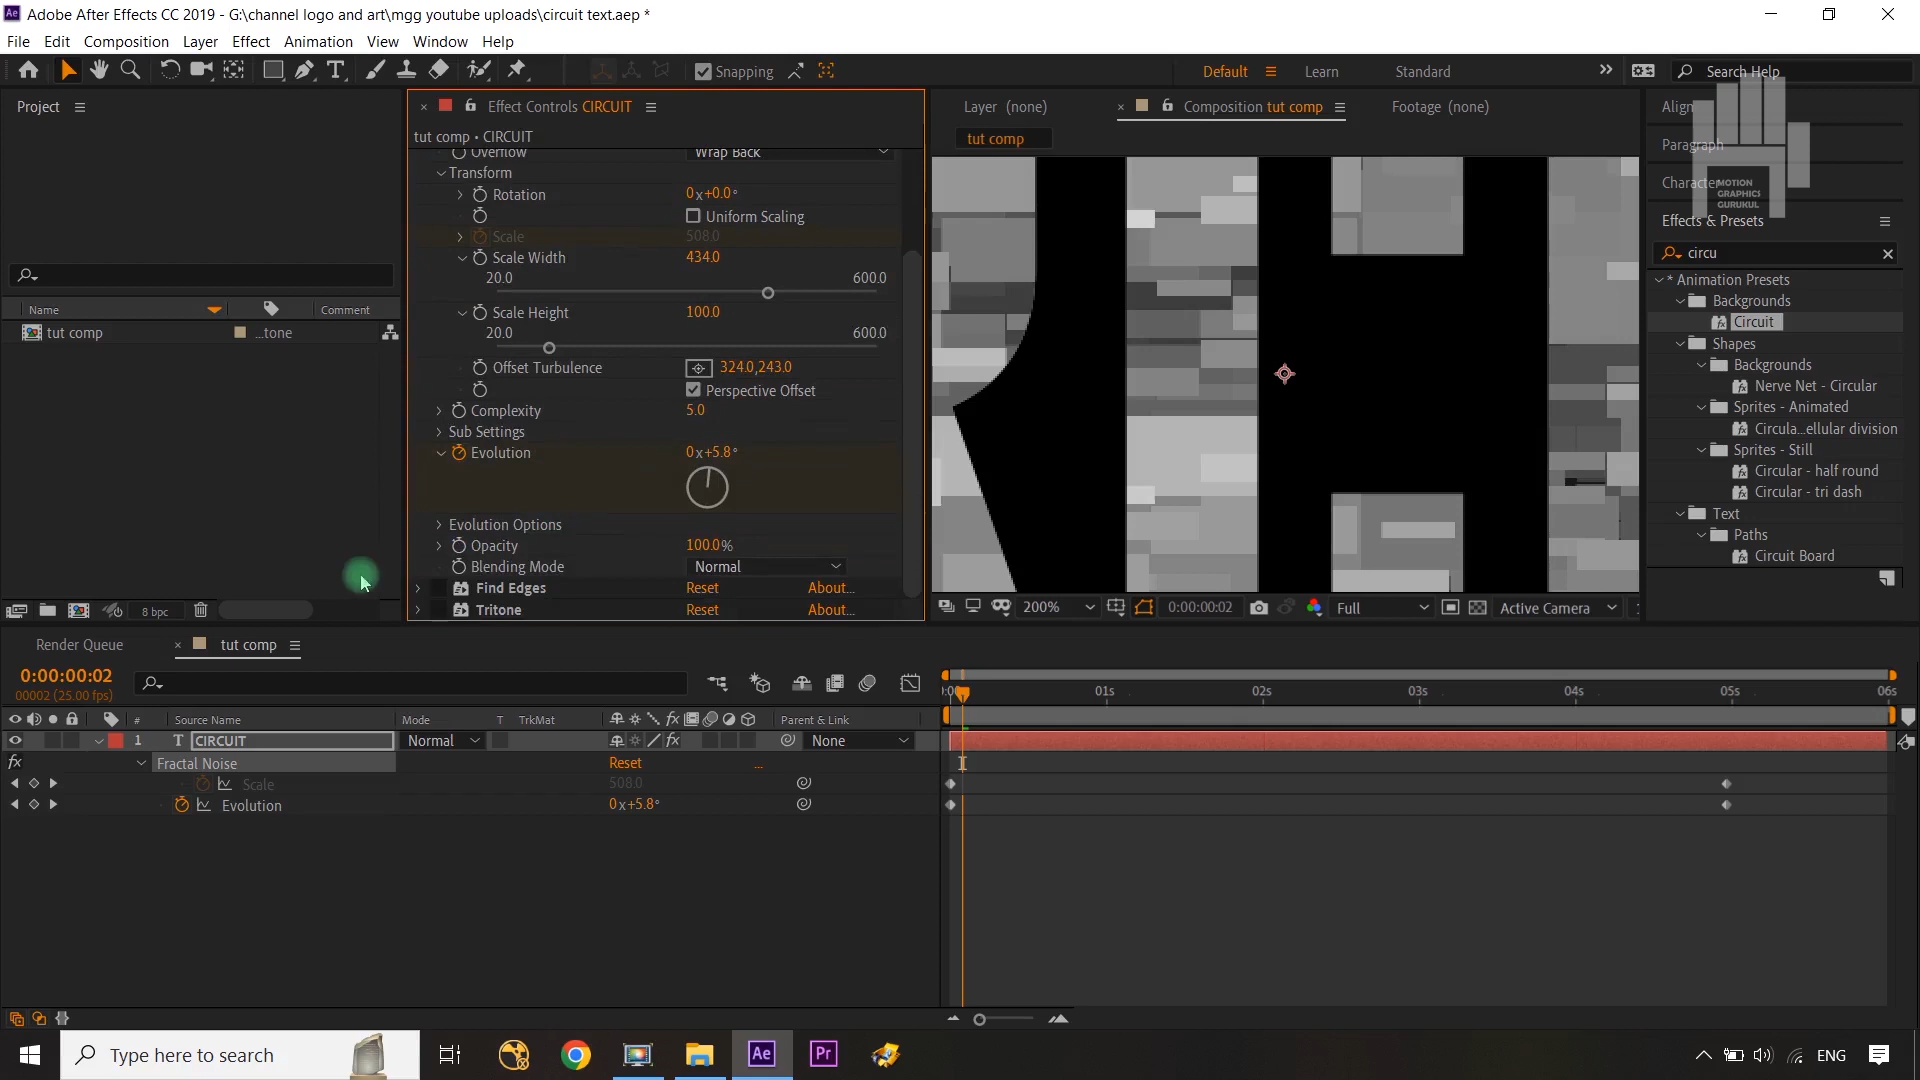 Adobe After Effects CC 2019 - G:\channel logo and art\mgg youtube uploads\circuit text.aep *
File Edit Composition Layer Effect Animation View Window Help
Snapping
Default Learn Standard
Search Help
Project
Effect Controls CIRCUIT
Layer (none)
Composition tut comp
Footage (none)
Align
tut comp • CIRCUIT
tut comp
Paragraph
Overflow Wrap Back
Transform
Rotation 0x+0.0°
Uniform Scaling
Scale 508.0
Scale Width 434.0
20.0 600.0
Scale Height 100.0
20.0 600.0
Offset Turbulence 324.0,243.0
Perspective Offset
Complexity 5.0
Sub Settings
Evolution 0x+5.8°
Evolution Options
Opacity 100.0%
Blending Mode Normal
Find Edges Reset About...
Tritone Reset About...
Name Comment
tut comp ...tone
8 bpc
200% 0:00:00:02 Full Active Camera
Character
MOTION
GRAPHICS
GURUKUL
Effects & Presets
circu
* Animation Presets
Backgrounds
Circuit
Shapes
Backgrounds
Nerve Net - Circular
Sprites - Animated
Circula...ellular division
Sprites - Still
Circular - half round
Circular - tri dash
Text
Paths
Circuit Board
Render Queue
tut comp
0:00:00:02
00002 (25.00 fps)
01s 02s 03s 04s 05s 06s
# Source Name Mode T TrkMat Parent & Link
1 T CIRCUIT Normal None
Fractal Noise Reset ...
Scale 508.0
Evolution 0x+5.8°
Type here to search
Ae
Pr
ENG